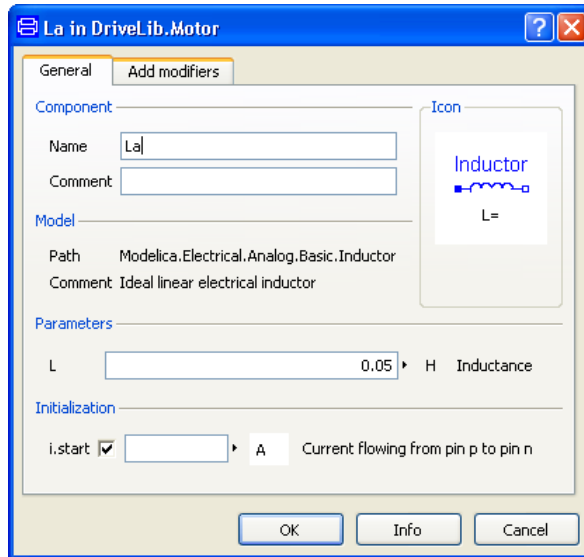 La in DriveLib.Motor
General
Add modifiers
Component
Icon
Name
La
Comment
Inductor
L=
Model
Path Modelica.Electrical.Analog.Basic.Inductor
Comment Ideal linear electrical inductor
Parameters
L 0.05 H Inductance
Initialization
i.start A Current flowing from pin p to pin n
OK
Info
Cancel